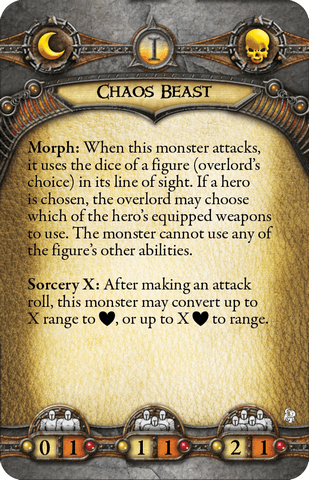 I
Chaos Beast
Morph: When this monster attacks,
it uses the dice of a figure (overlord's
choice) in its line of sight. If a hero
is chosen, the overlord may choose
which of the hero's equipped weapons
to use. The monster cannot use any of
the figure's other abilities.
Sorcery X: After making an attack
roll, this monster may convert up to
X range to ♥, or up to X ♥ to range.
0 1 1 1 2 1